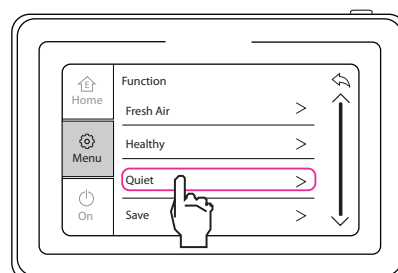 E
Home
Menu
On
Function
Fresh Air
Healthy
Quiet
Save